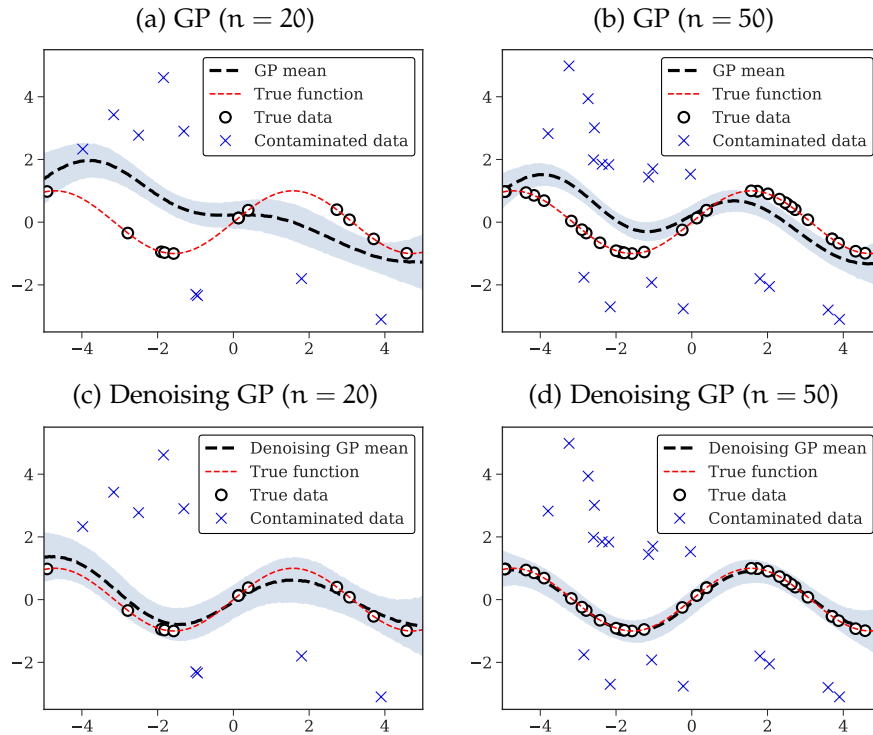 (a) GP (n = 20)
(b) GP (n = 50)
GP mean
True function
True data
Contaminated data
4
2
0
−2
−4
−2
0
2
4
GP mean
True function
True data
Contaminated data
4
2
0
−2
−4
−2
0
2
4
(c) Denoising GP (n = 20)
(d) Denoising GP (n = 50)
Denoising GP mean
True function
True data
Contaminated data
4
2
0
−2
−4
−2
0
2
4
Denoising GP mean
True function
True data
Contaminated data
4
2
0
−2
−4
−2
0
2
4